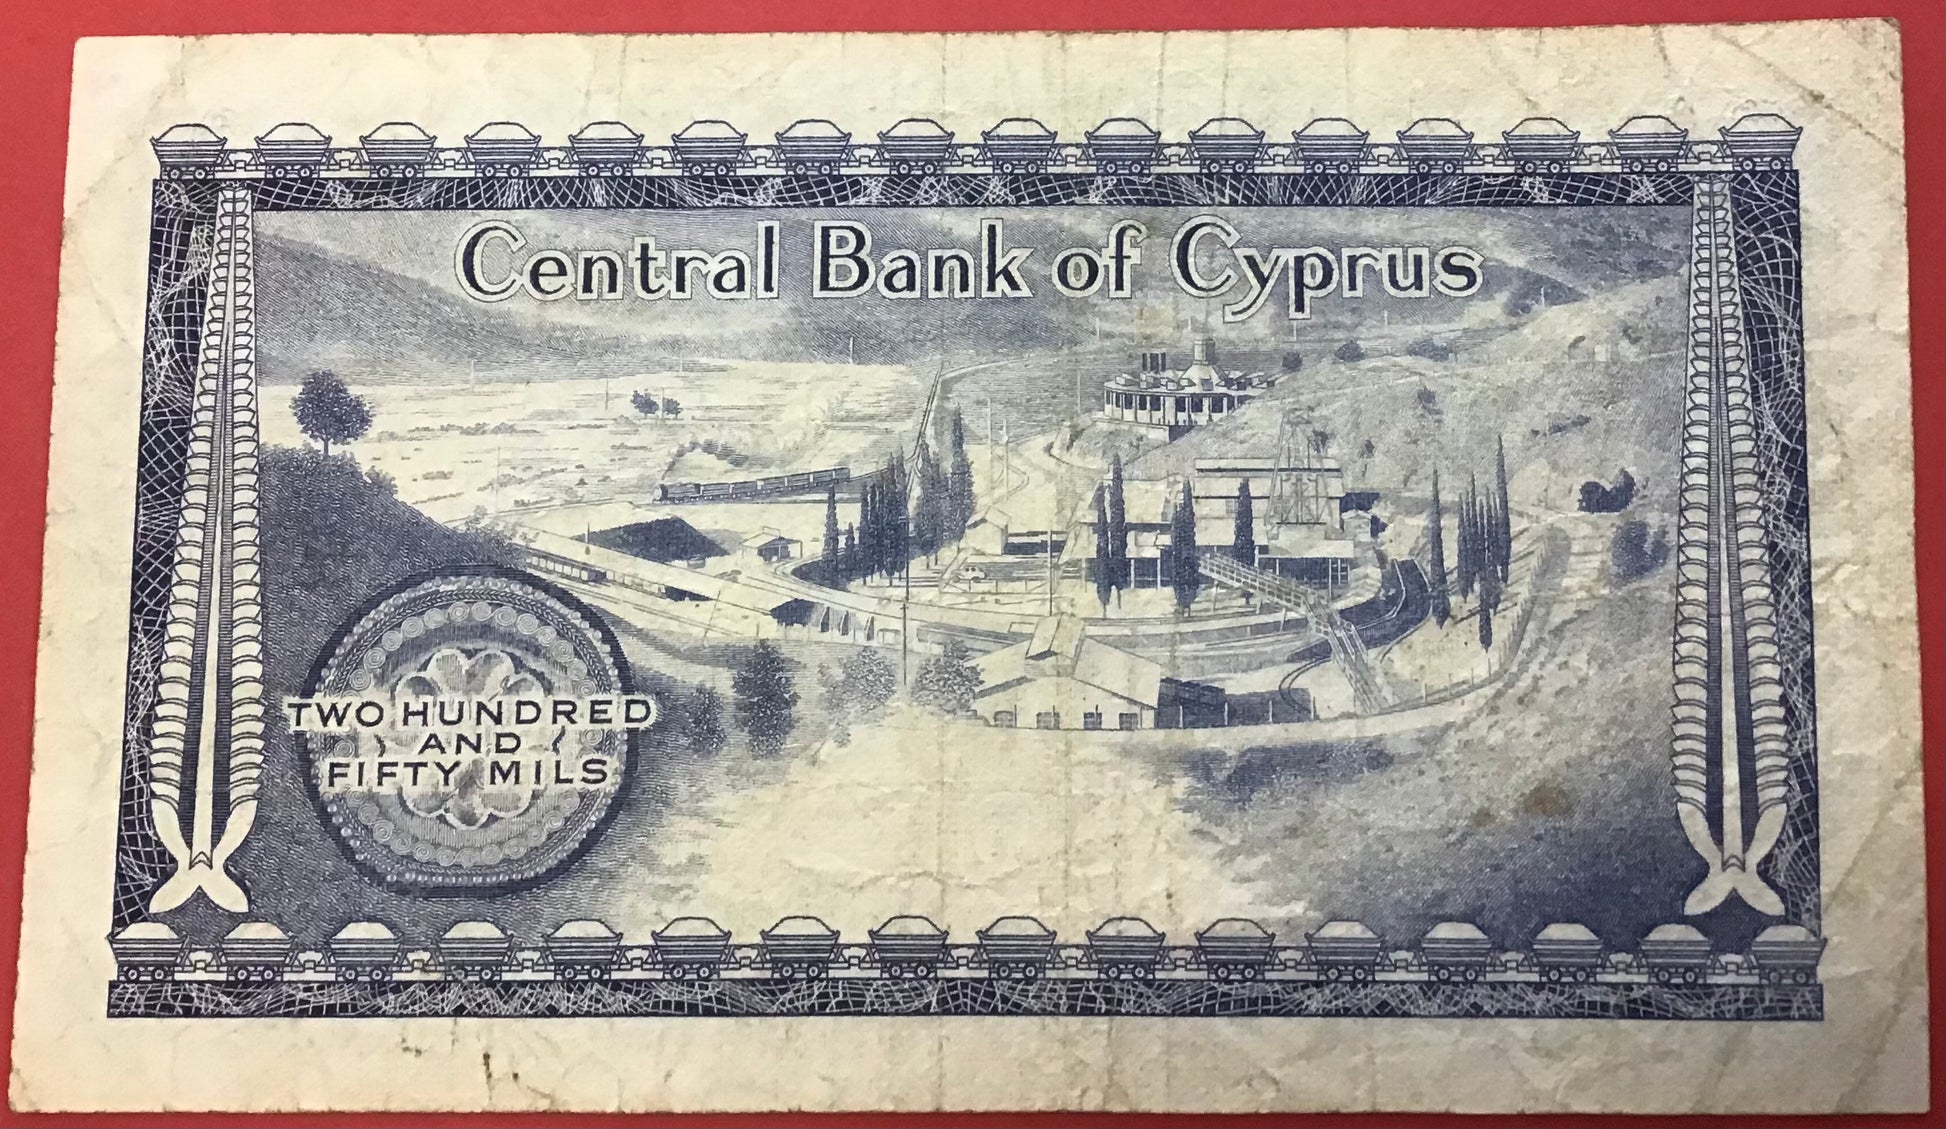 Central Bank of Cyprus
TWO HUNDRED
AND
FIFTY MILS